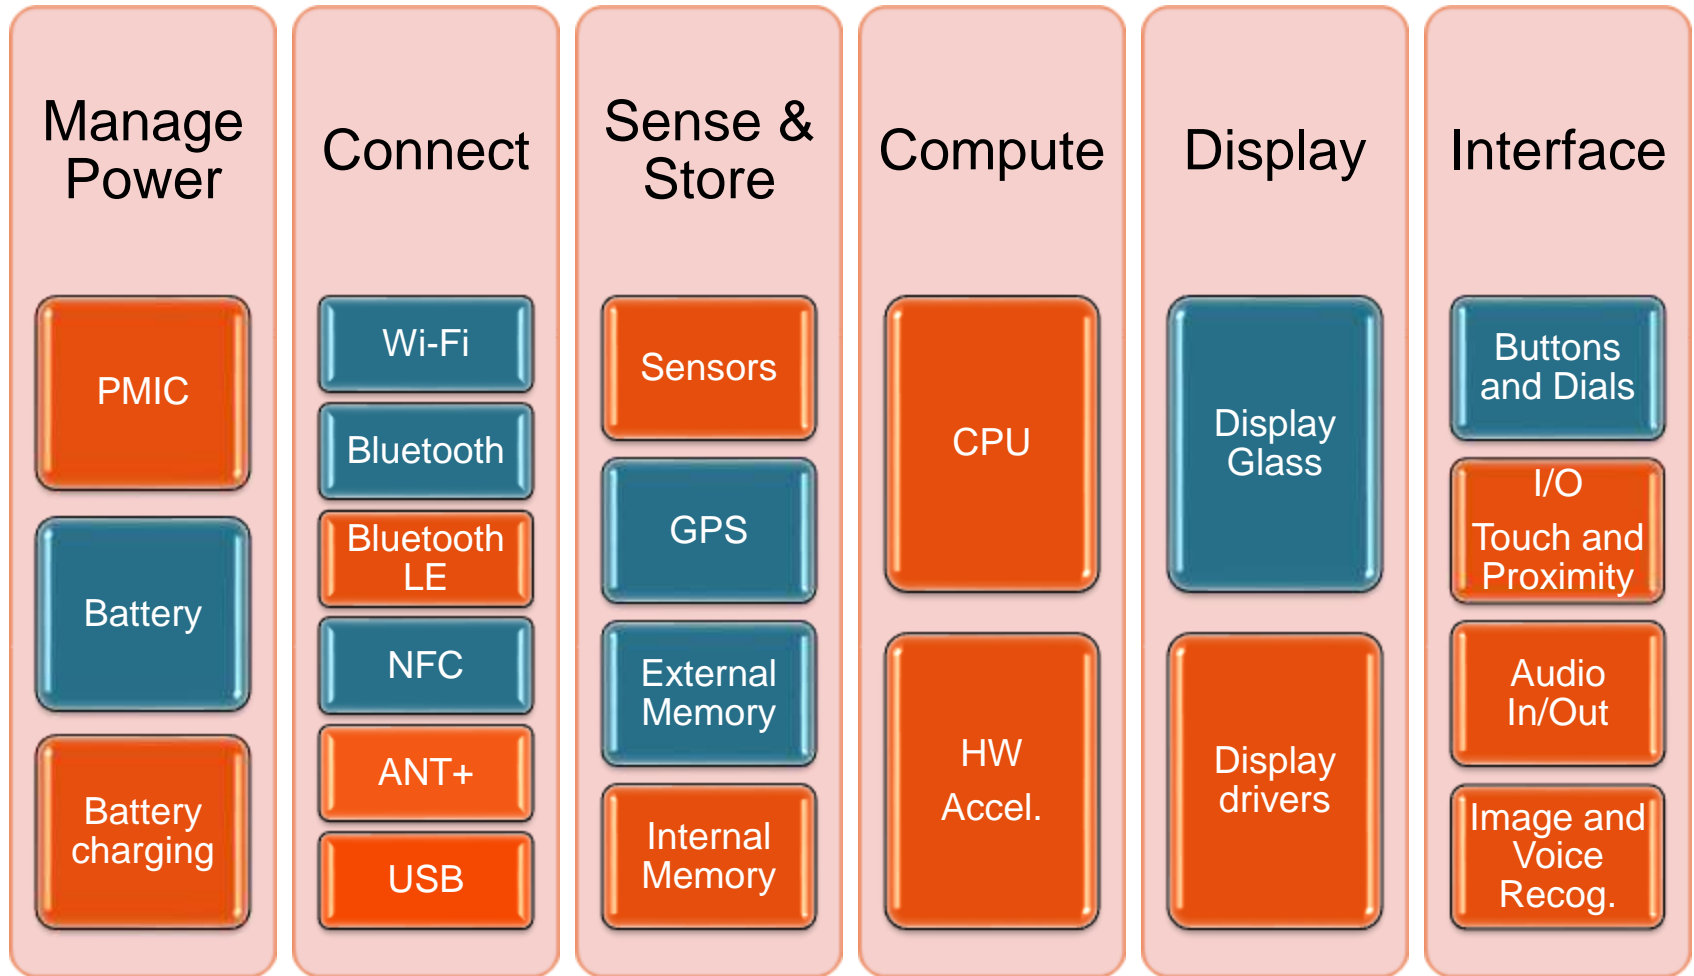 Manage
Power
PMIC
Battery
Battery
charging
Connect
Wi-Fi
Bluetooth
Bluetooth
LE
NFC
ANT+
USB
Sense &
Store
Sensors
GPS
External
Memory
Internal
Memory
Compute
CPU
HW
Accel.
Display
Display
Glass
Display
drivers
Interface
Buttons
and Dials
I/O
Touch and
Proximity
Audio
In/Out
Image and
Voice
Recog.